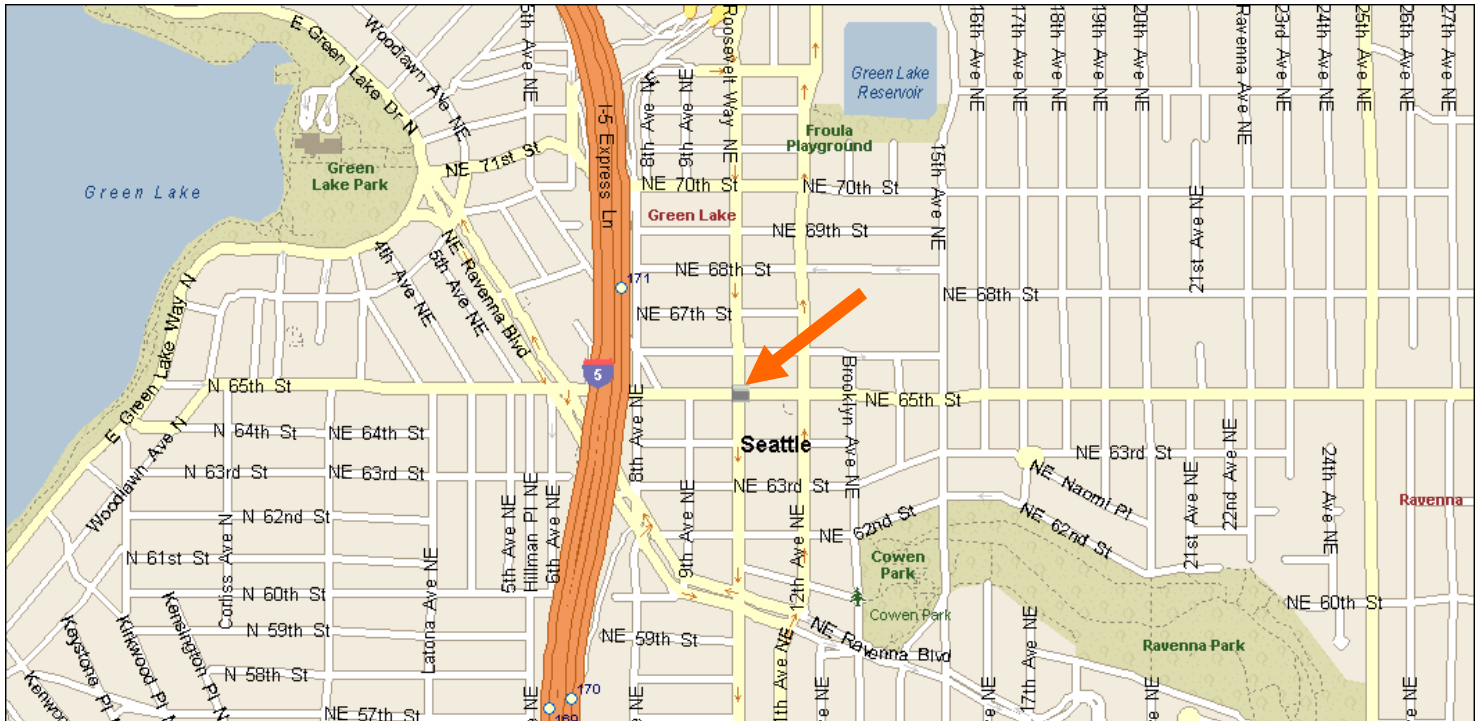 E Green Lake Dr N
Woodlawn Ave NE
5th Ave NE
I-5 Express Ln
8th Ave NE
9th Ave NE
Roosevelt Way NE
Green Lake
Reservoir
Froula
Playground
15th Ave NE
16th Ave NE
17th Ave NE
18th Ave NE
19th Ave NE
20th Ave NE
Ravenna Ave NE
23rd Ave NE
24th Ave NE
25th Ave NE
26th Ave NE
27th Ave NE
Green Lake
Green
Lake Park
NE 71st St
NE 70th St
NE 70th St
Green Lake
NE 69th St
NE 68th St
NE 68th St
21st Ave NE
171
NE 67th St
4th Ave NE
5th Ave NE
NE Ravenna Blvd
E Green Lake Way N
5
N 65th St
NE 65th St
8th Ave NE
Brooklyn Ave NE
Woodlawn Ave N
N 64th St
NE 64th St
Seattle
N 63rd St
NE 63rd St
NE 63rd St
NE 63rd St
NE Naomi Pl
21st Ave NE
22nd Ave NE
24th Ave NE
Ravenna
N 62nd St
NE 62nd St
NE 62nd St
Corliss Ave N
5th Ave NE
Hillman Pl NE
6th Ave NE
9th Ave NE
12th Ave NE
N 61st St
Latona Ave NE
Cowen
Park
Cowen Park
N 60th St
NE 60th St
N 59th St
NE 59th St
NE Ravenna Blvd
17th Ave NE
Ravenna Park
Keystone Pl N
Kirkwood Pl N
Kensington Pl N
N 58th St
NE 57th St
170
169